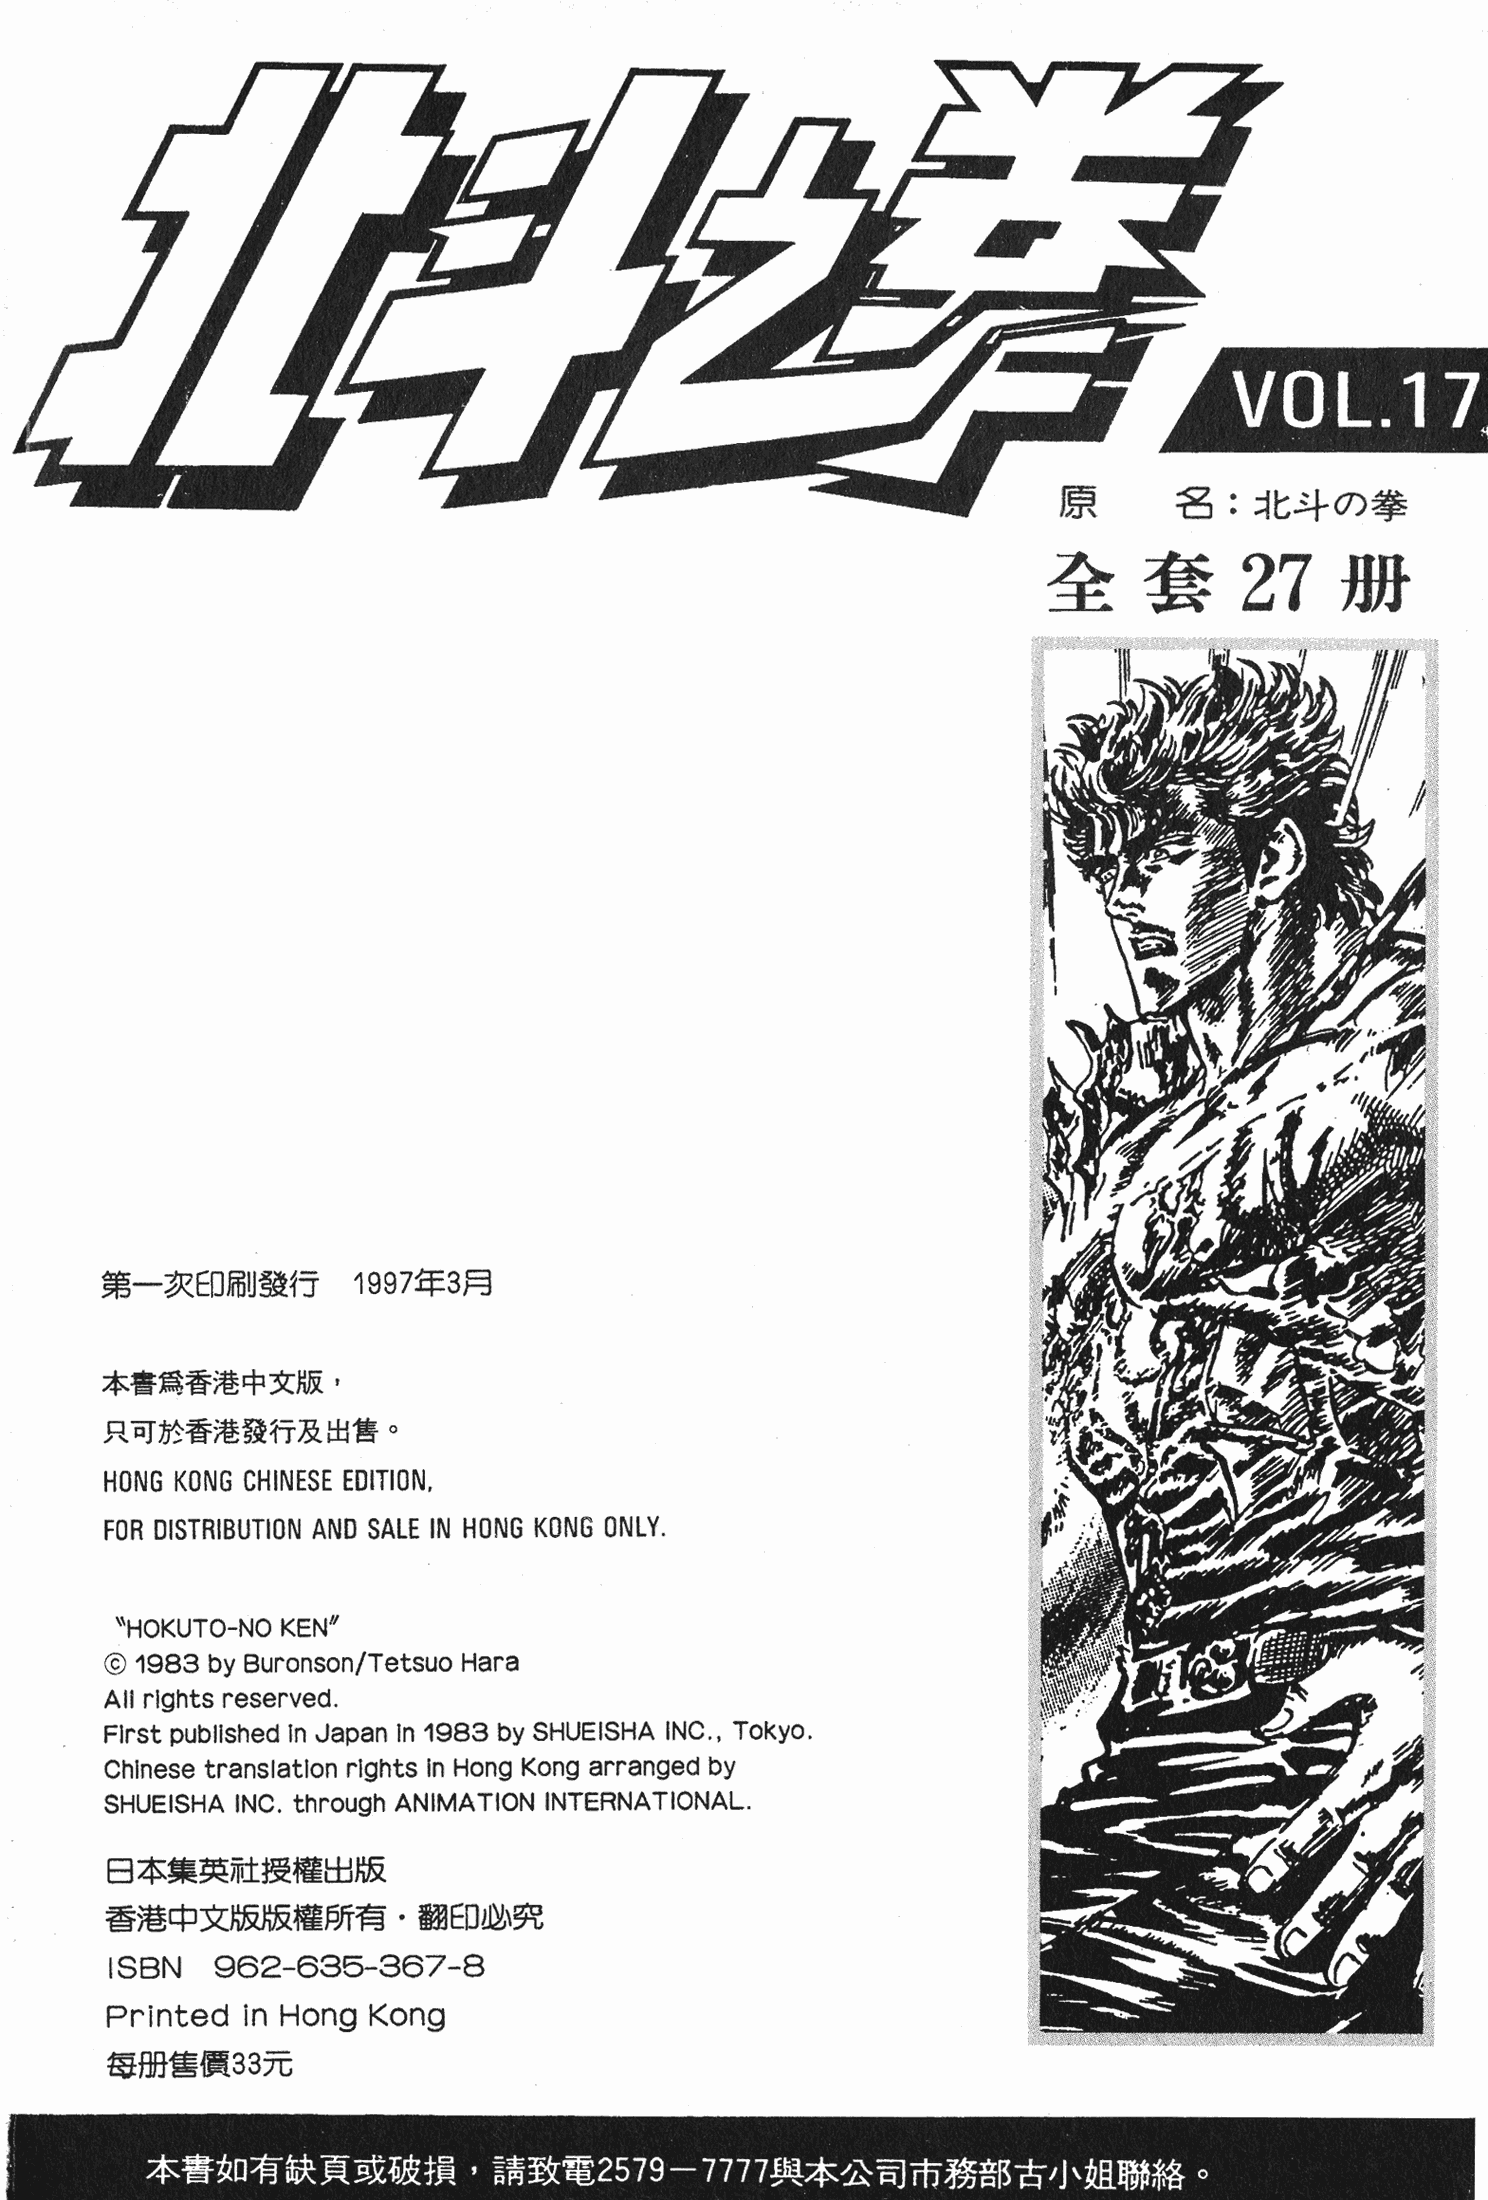 北斗之拳
VOL.17
原 名：北斗の拳
全套27册
第一次印刷發行 1997年3月
本書爲香港中文版，
只可於香港發行及出售。
HONG KONG CHINESE EDITION,
FOR DISTRIBUTION AND SALE IN HONG KONG ONLY.
"HOKUTO-NO KEN"
© 1983 by Buronson/Tetsuo Hara
All rights reserved.
First published in Japan in 1983 by SHUEISHA INC., Tokyo.
Chinese translation rights in Hong Kong arranged by
SHUEISHA INC. through ANIMATION INTERNATIONAL.
日本集英社授權出版
香港中文版版權所有・翻印必究
ISBN 962-635-367-8
Printed in Hong Kong
每册售價33元
本書如有缺頁或破損，請致電2579－7777與本公司市務部古小姐聯絡。